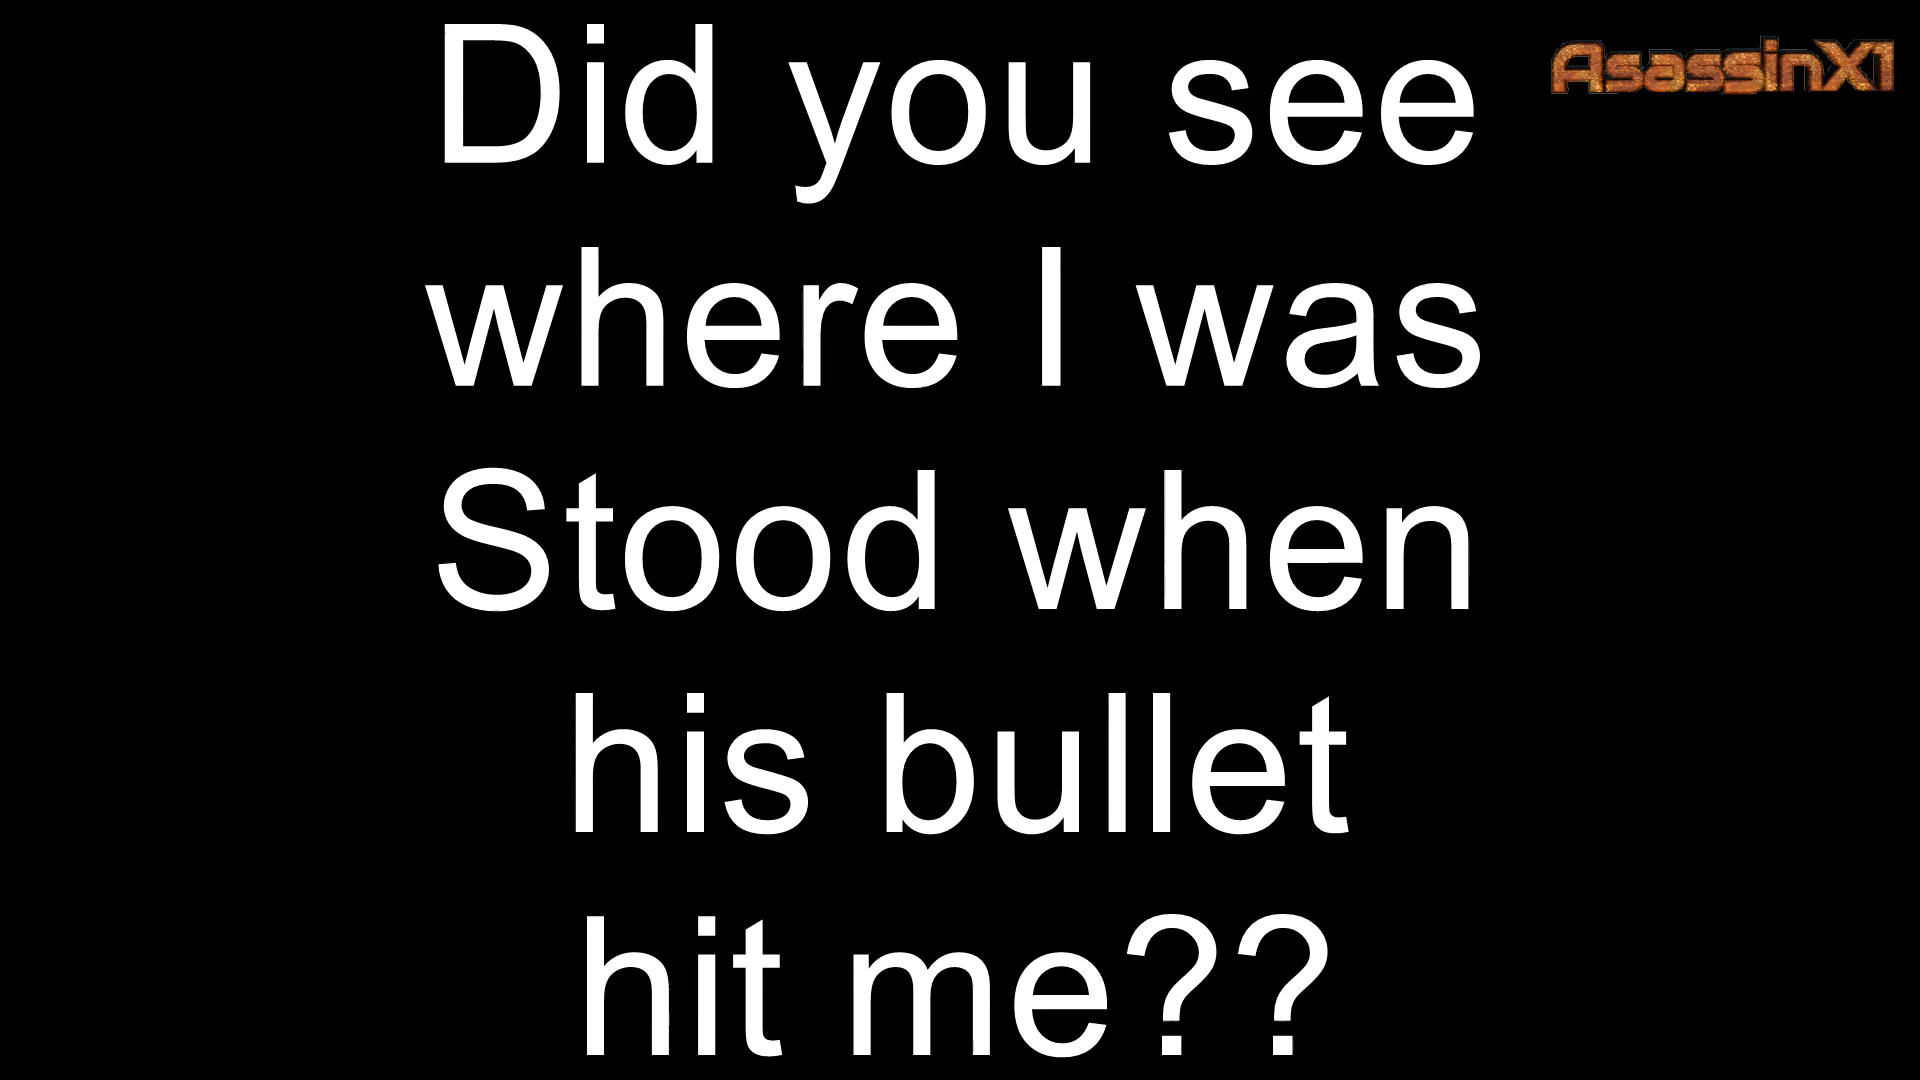 Did you see
AsassinX1
where I was
Stood when
his bullet
hit me??